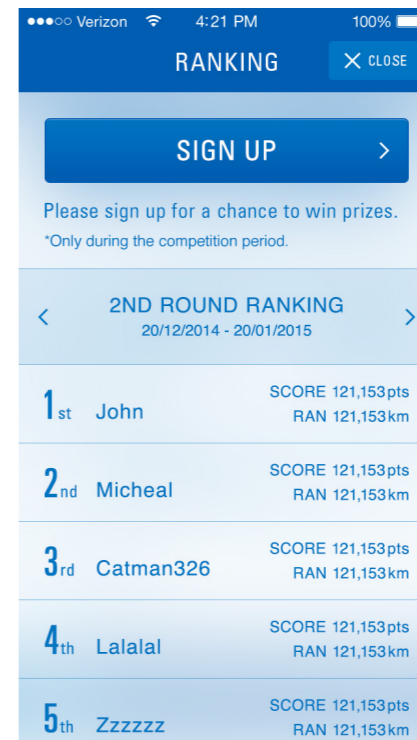 Verizon 4:21 PM 100%
RANKING CLOSE
SIGN UP
Please sign up for a chance to win prizes.
*Only during the competition period.
2ND ROUND RANKING
20/12/2014 - 20/01/2015
1st John SCORE 121,153pts
RAN 121,153km
2nd Micheal SCORE 121,153pts
RAN 121,153km
3rd Catman326 SCORE 121,153pts
RAN 121,153km
4th Lalalal SCORE 121,153pts
RAN 121,153km
5th Zzzzzz SCORE 121,153pts
RAN 121,153km